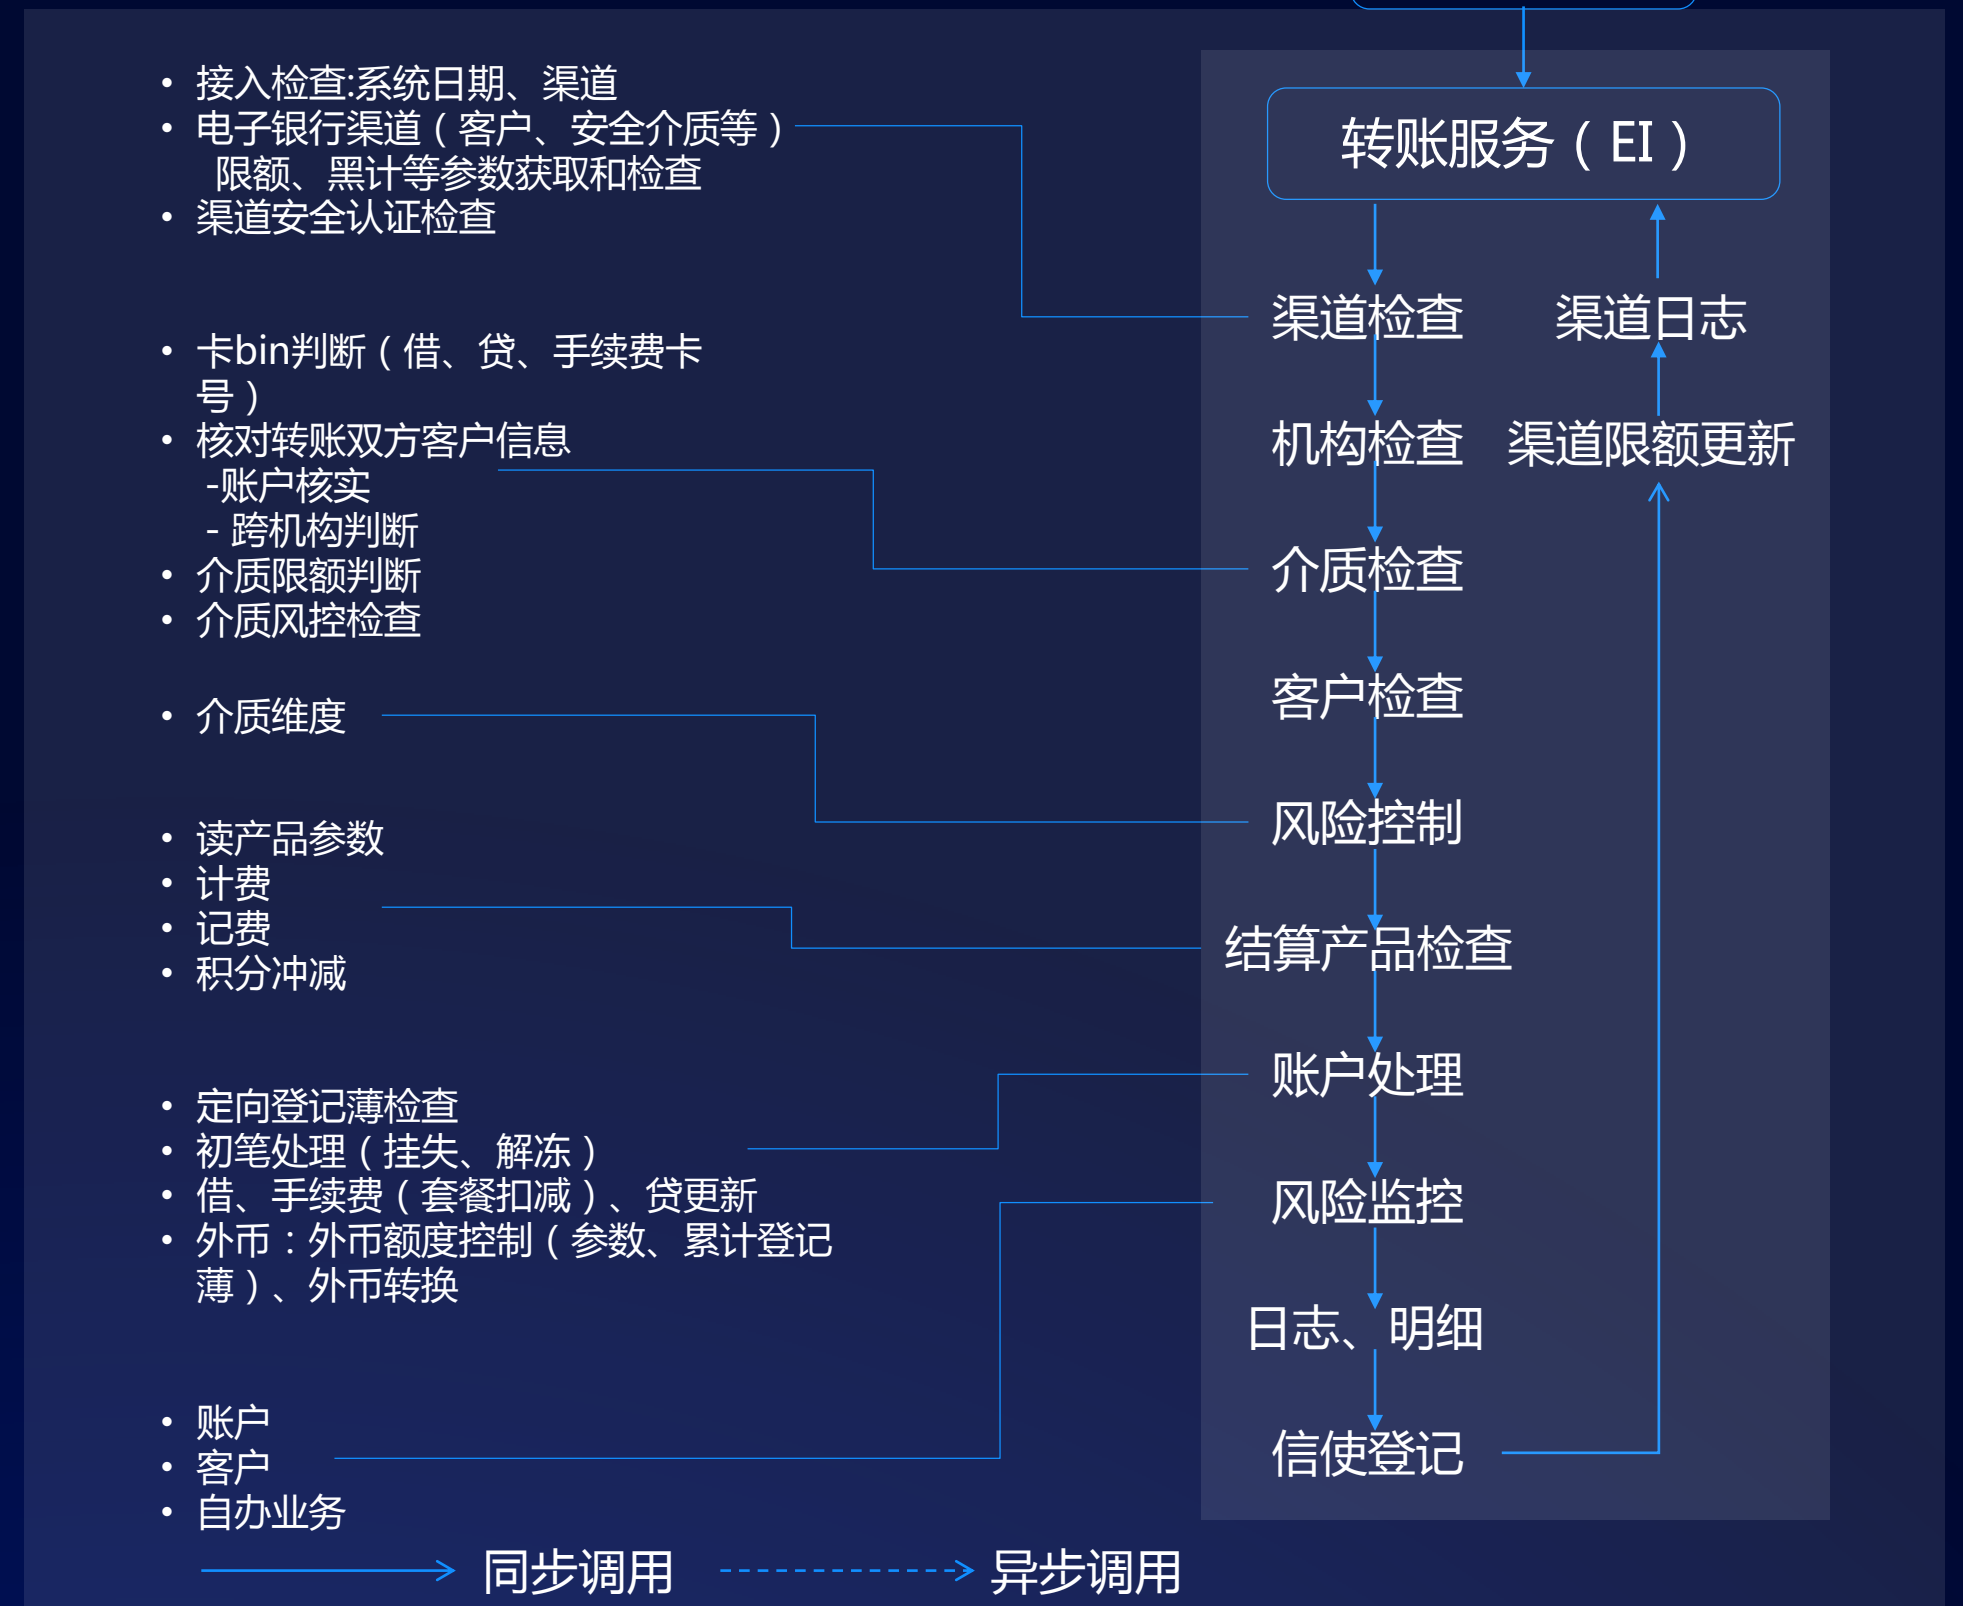 • 接入检查:系统日期、渠道
• 电子银行渠道（客户、安全介质等）
限额、黑计等参数获取和检查
• 渠道安全认证检查
• 卡bin判断（借、贷、手续费卡
号）
• 核对转账双方客户信息
-账户核实
- 跨机构判断
• 介质限额判断
• 介质风控检查
• 介质维度
• 读产品参数
• 计费
• 记费
• 积分冲减
• 定向登记薄检查
• 初笔处理（挂失、解冻）
• 借、手续费（套餐扣减）、贷更新
• 外币：外币额度控制（参数、累计登记
薄）、外币转换
• 账户
• 客户
• 自办业务
转账服务（EI）
渠道检查
机构检查
介质检查
客户检查
风险控制
结算产品检查
账户处理
风险监控
日志、明细
信使登记
渠道日志
渠道限额更新
同步调用
异步调用